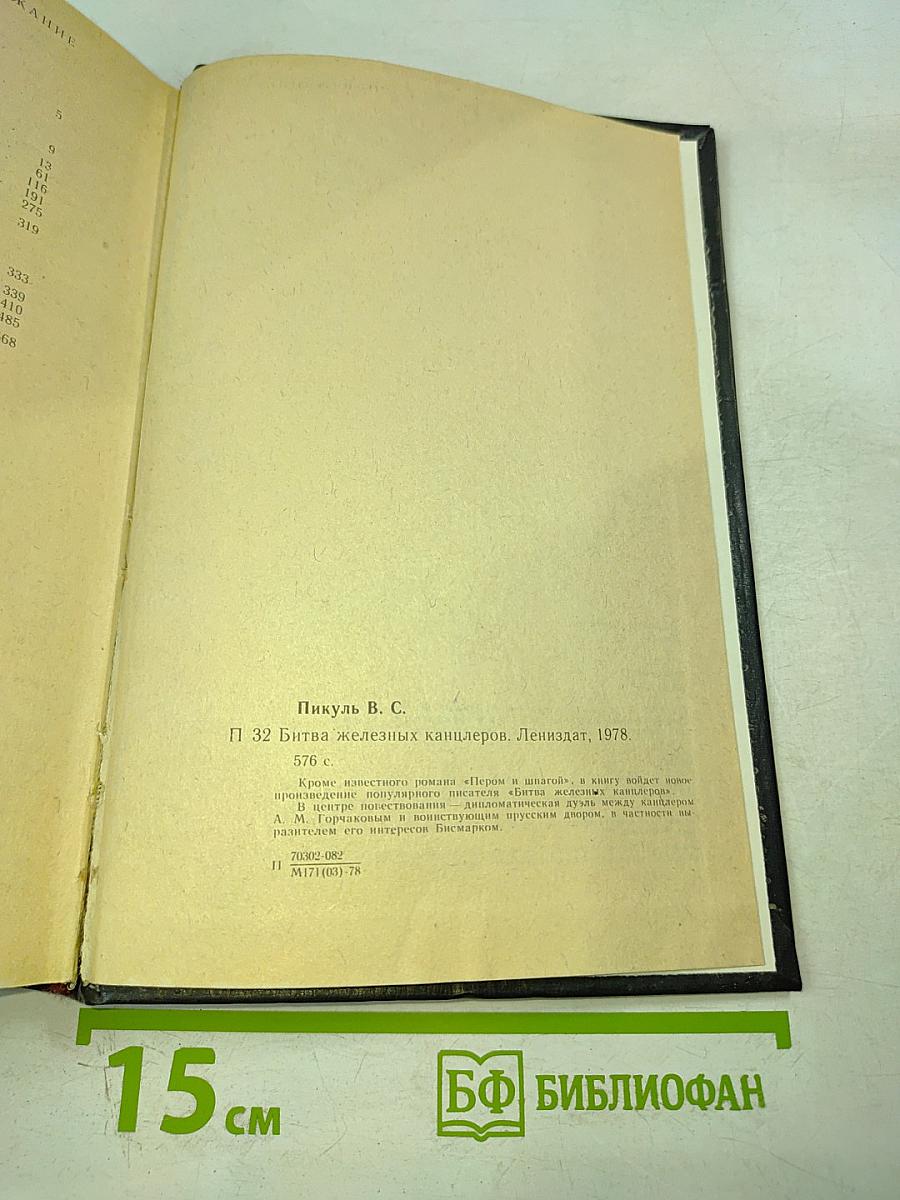 ЖАНИЕ
5
9
13
61
116
191
275
319
333
339
410
485
68
Пикуль В. С.
П 32 Битва железных канцлеров. Лениздат, 1978.
576 с.
Кроме известного романа «Пером и шпагой», в книгу войдет новое
произведение популярного писателя «Битва железных канцлеров».
В центре повествования — дипломатическая дуэль между канцлером
А. М. Горчаковым и воинствующим прусским двором, в частности вы-
разителем его интересов Бисмарком.
П 70302-082
М171(03)-78
15 см
БФ БИБЛИОФАН